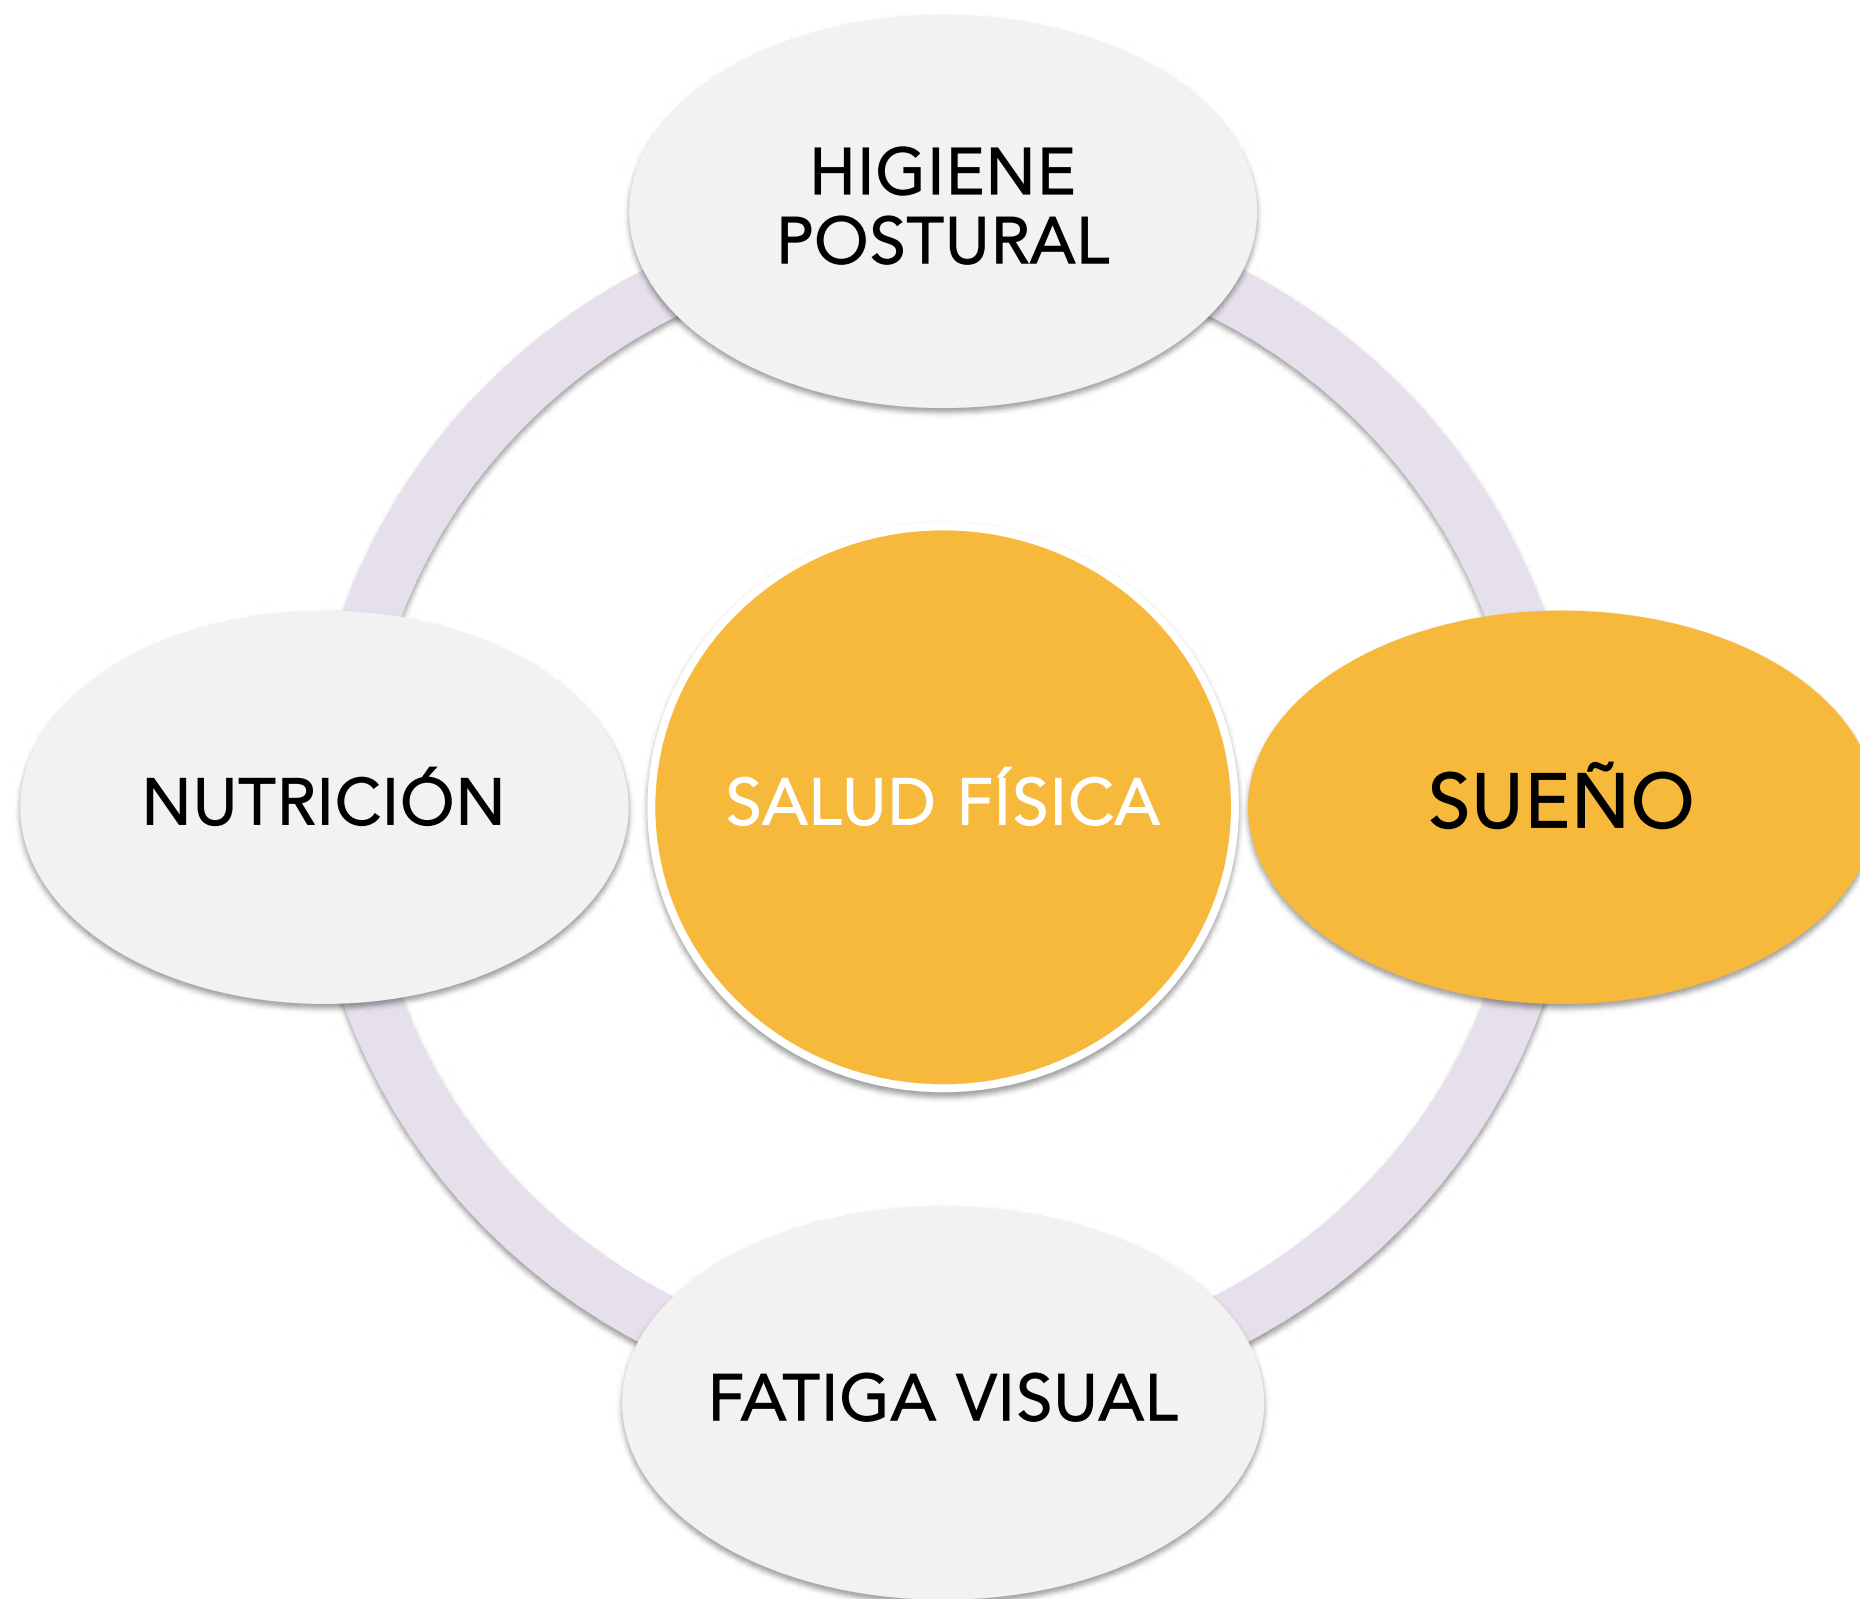 HIGIENE
POSTURAL
NUTRICIÓN
SALUD FÍSICA
SUEÑO
FATIGA VISUAL